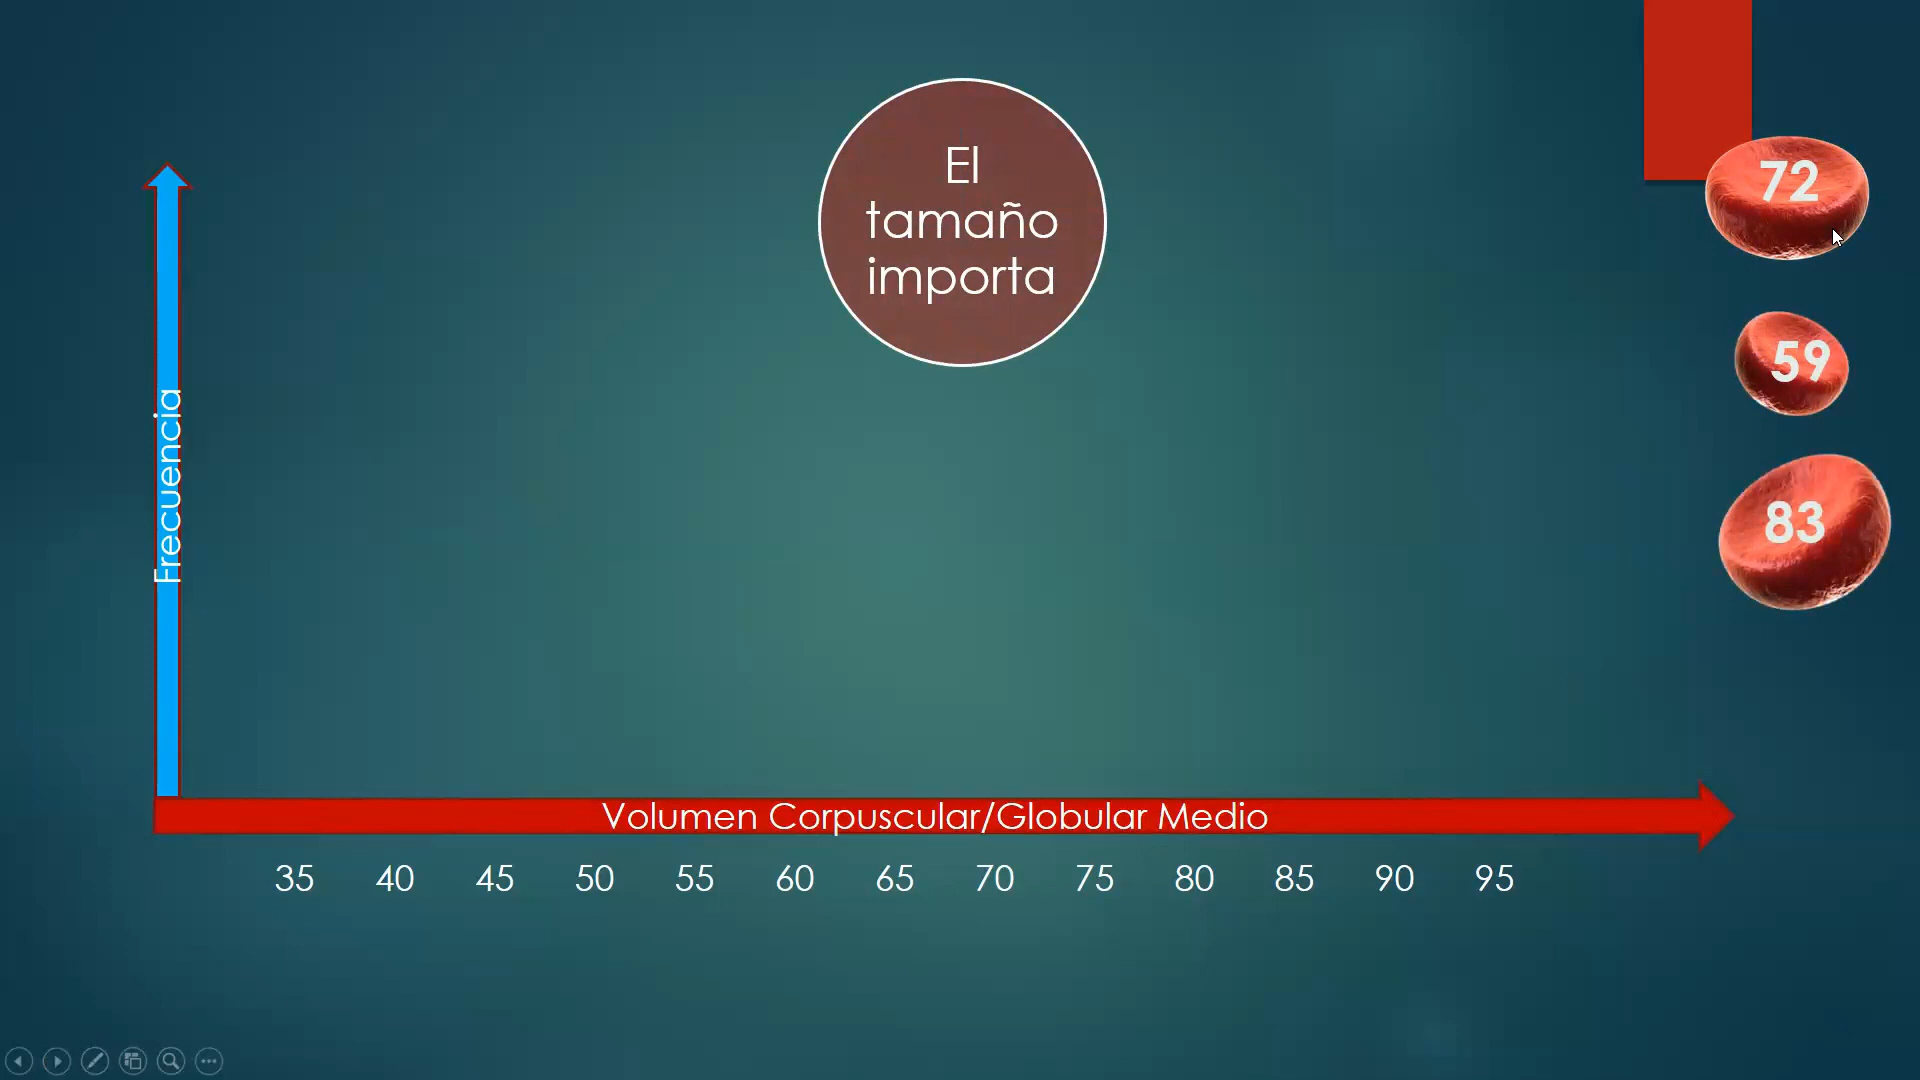 El
tamaño
importa
72
59
83
Frecuencia
Volumen Corpuscular/Globular Medio
35 40 45 50 55 60 65 70 75 80 85 90 95